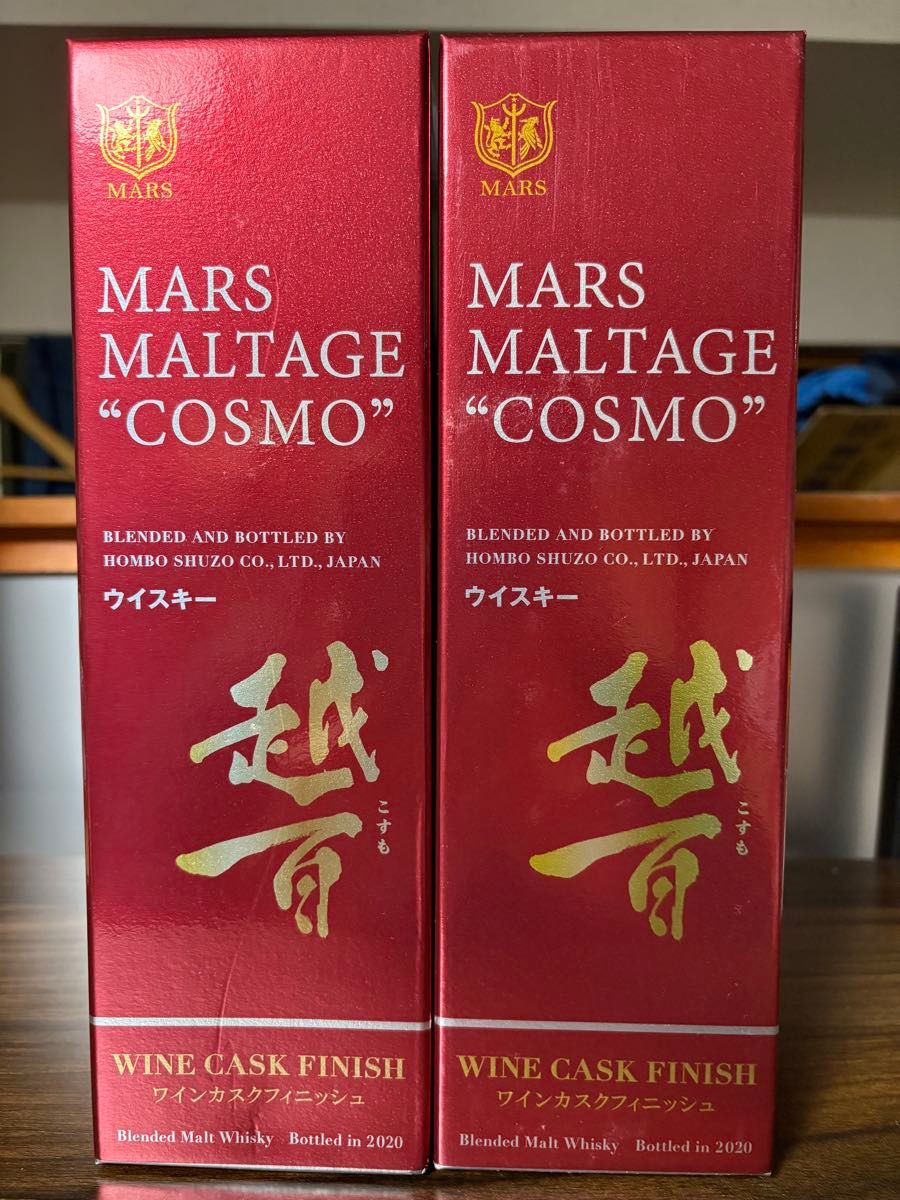 MARS
MARS
MALTAGE
“COSMO”
BLENDED AND BOTTLED BY
HOMBO SHUZO CO., LTD., JAPAN
ウイスキー
越百
こすも
WINE CASK FINISH
ワインカスクフィニッシュ
Blended Malt Whisky Bottled in 2020
MARS
MARS
MALTAGE
“COSMO”
BLENDED AND BOTTLED BY
HOMBO SHUZO CO., LTD., JAPAN
ウイスキー
越百
こすも
WINE CASK FINISH
ワインカスクフィニッシュ
Blended Malt Whisky Bottled in 2020